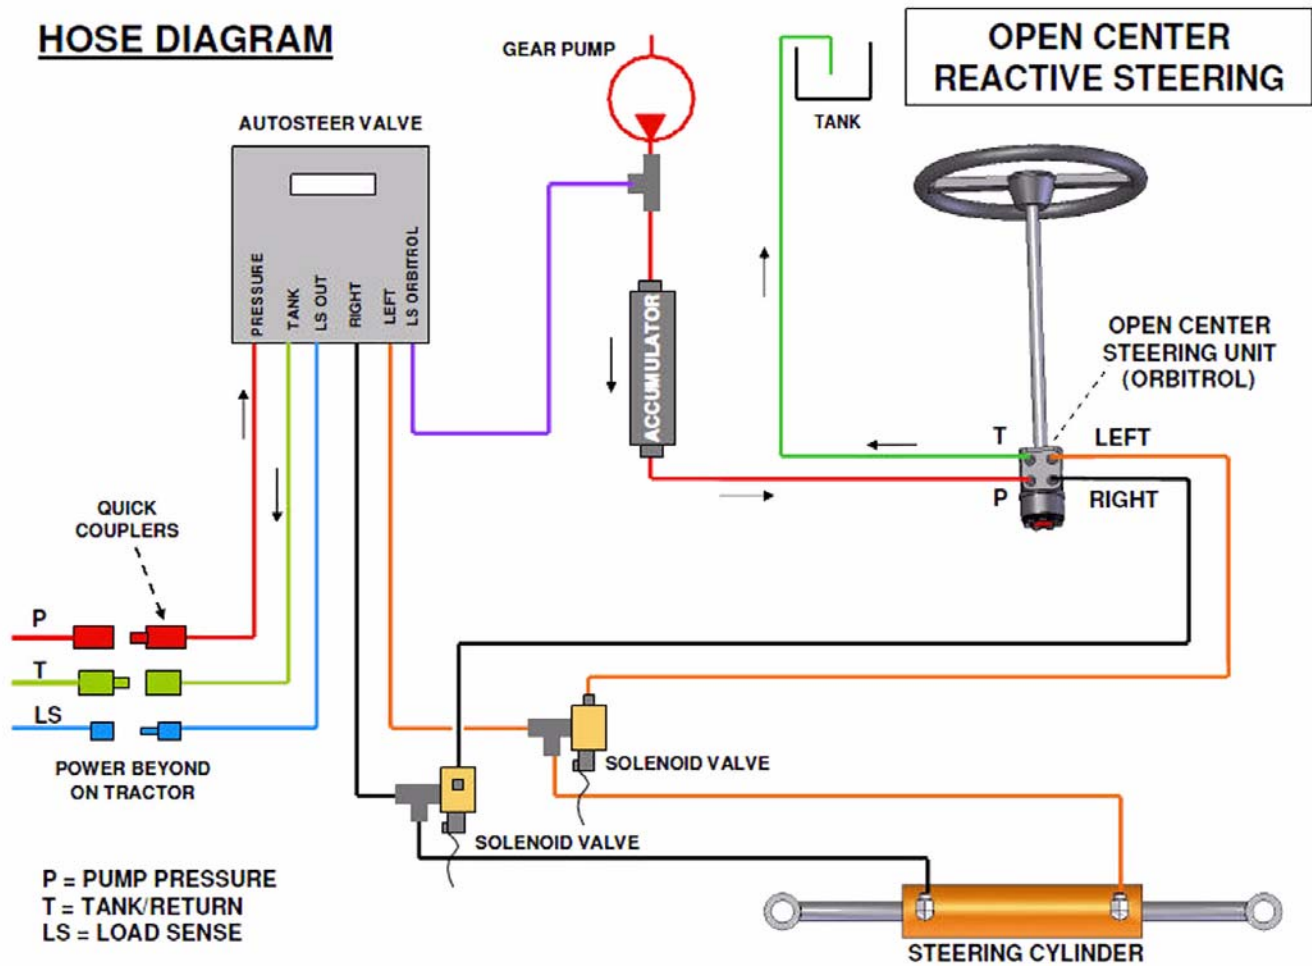 HOSE DIAGRAM
OPEN CENTER
REACTIVE STEERING
GEAR PUMP
TANK
AUTOSTEER VALVE
PRESSURE
TANK
LS OUT
RIGHT
LEFT
LS ORBITROL
ACCUMULATOR
OPEN CENTER
STEERING UNIT
(ORBITROL)
T
LEFT
P
RIGHT
QUICK
COUPLERS
P
T
LS
POWER BEYOND
ON TRACTOR
SOLENOID VALVE
SOLENOID VALVE
P = PUMP PRESSURE
T = TANK/RETURN
LS = LOAD SENSE
STEERING CYLINDER